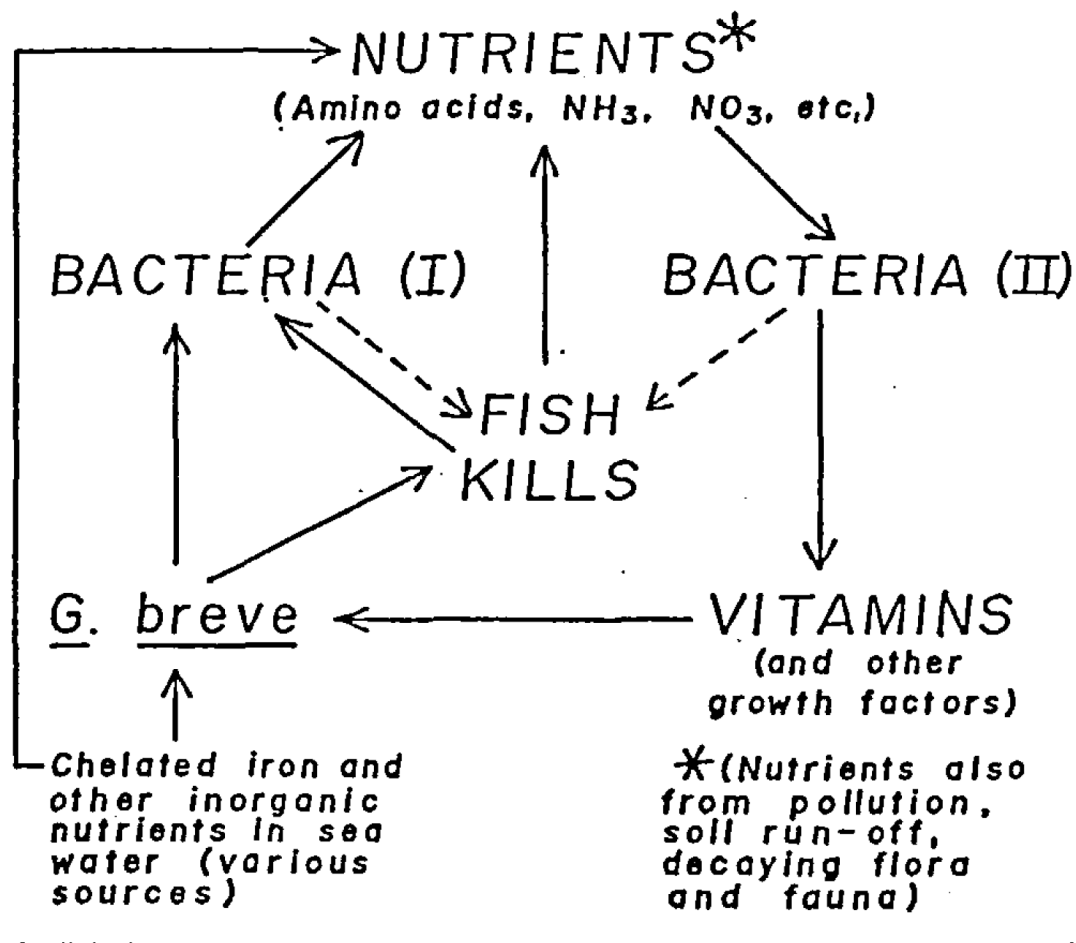 NUTRIENTS*
(Amino acids, NH3, NO3, etc.)
BACTERIA (I)
BACTERIA (II)
FISH
KILLS
G. breve
VITAMINS
(and other
growth factors)
Chelated iron and
other inorganic
nutrients in sea
water (various
sources)
*(Nutrients also
from pollution,
soil run-off,
decaying flora
and fauna)